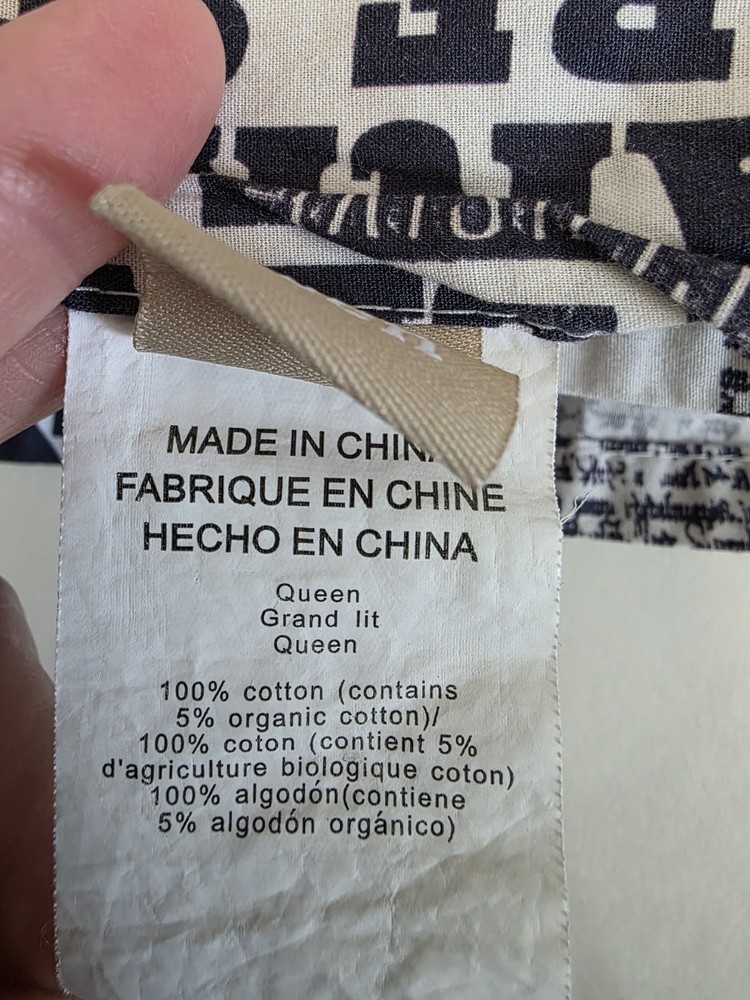 MADE IN CHINA
FABRIQUE EN CHINE
HECHO EN CHINA
Queen
Grand lit
Queen
100% cotton (contains
5% organic cotton)/
100% coton (contient 5%
d'agriculture biologique coton)
100% algodón(contiene
5% algodón orgánico)